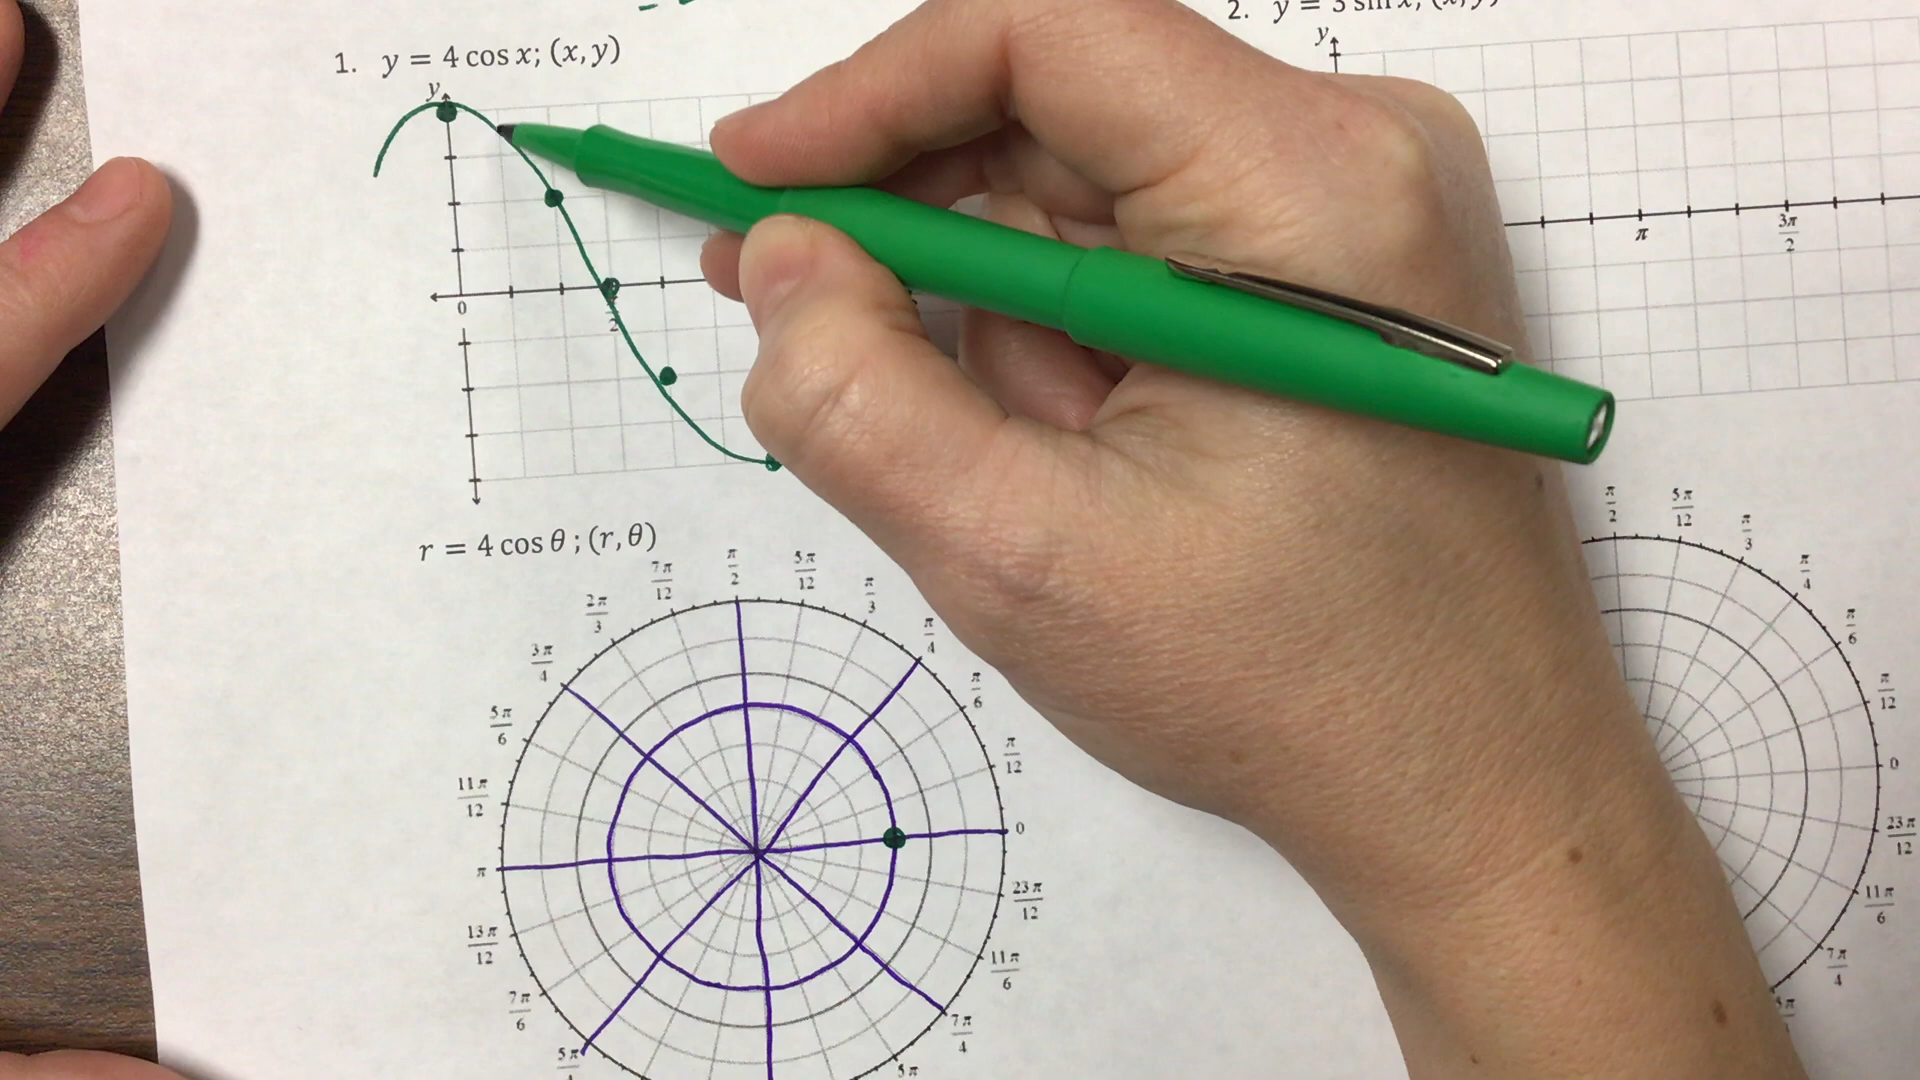 1. y = 4 cos x; (x, y)
2. y = 3 sin x; (x, y)
y
y
0
π/2
π
3π/2
r = 4 cos θ ; (r, θ)
π/2
5π/12
7π/12
π/3
2π/3
π/4
3π/4
π/6
5π/6
π/12
11π/12
0
π
23π/12
13π/12
11π/6
7π/6
7π/4
π/2
5π/12
π/3
π/4
π/6
π/12
0
23π/12
11π/6
7π/4